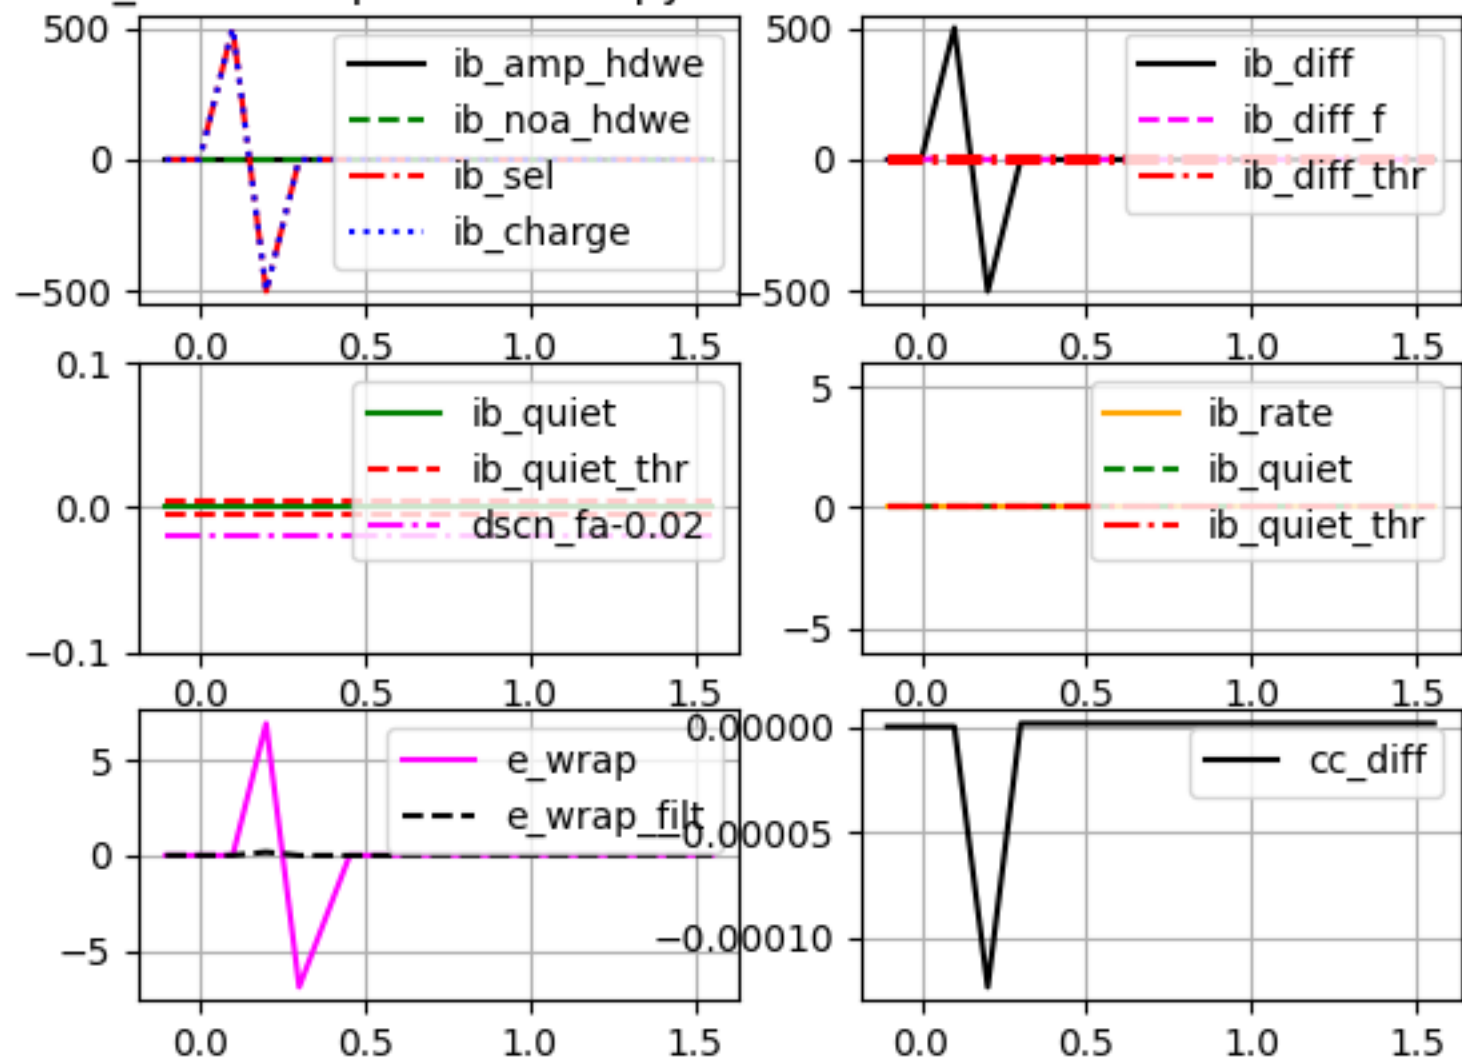 500
0
−500
0.0 0.5 1.0 1.5
ib_amp_hdwe
ib_noa_hdwe
ib_sel
ib_charge
500
0
−500
0.0 0.5 1.0 1.5
ib_diff
ib_diff_f
ib_diff_thr
0.1
0.0
−0.1
0.0 0.5 1.0 1.5
ib_quiet
ib_quiet_thr
dscn_fa-0.02
5
0
−5
0.0 0.5 1.0 1.5
ib_rate
ib_quiet
ib_quiet_thr
5
0
−5
0.0 0.5 1.0 1.5
e_wrap
e_wrap_filt
0.00000
−0.00005
−0.00010
0.0 0.5 1.0 1.5
cc_diff